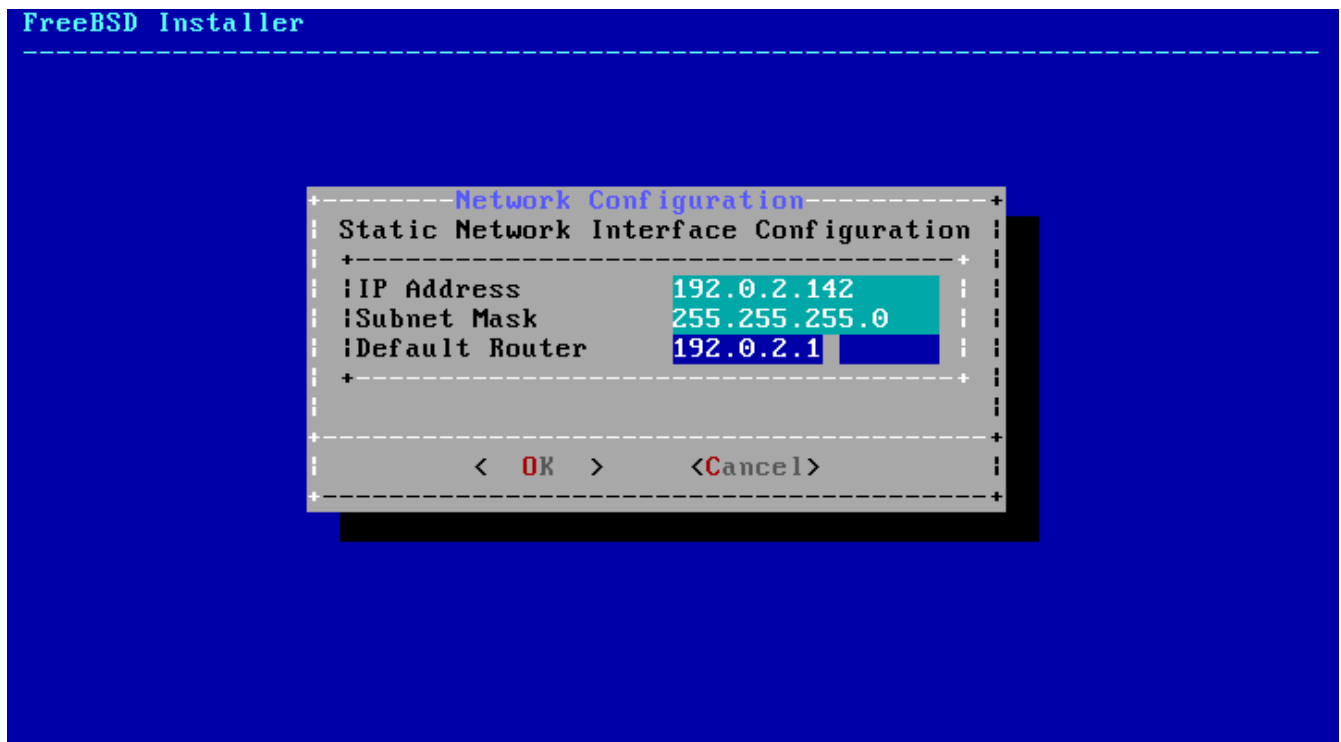 FreeBSD Installer
Network Configuration
Static Network Interface Configuration
IP Address 192.0.2.142
Subnet Mask 255.255.255.0
Default Router 192.0.2.1
< OK > <Cancel>